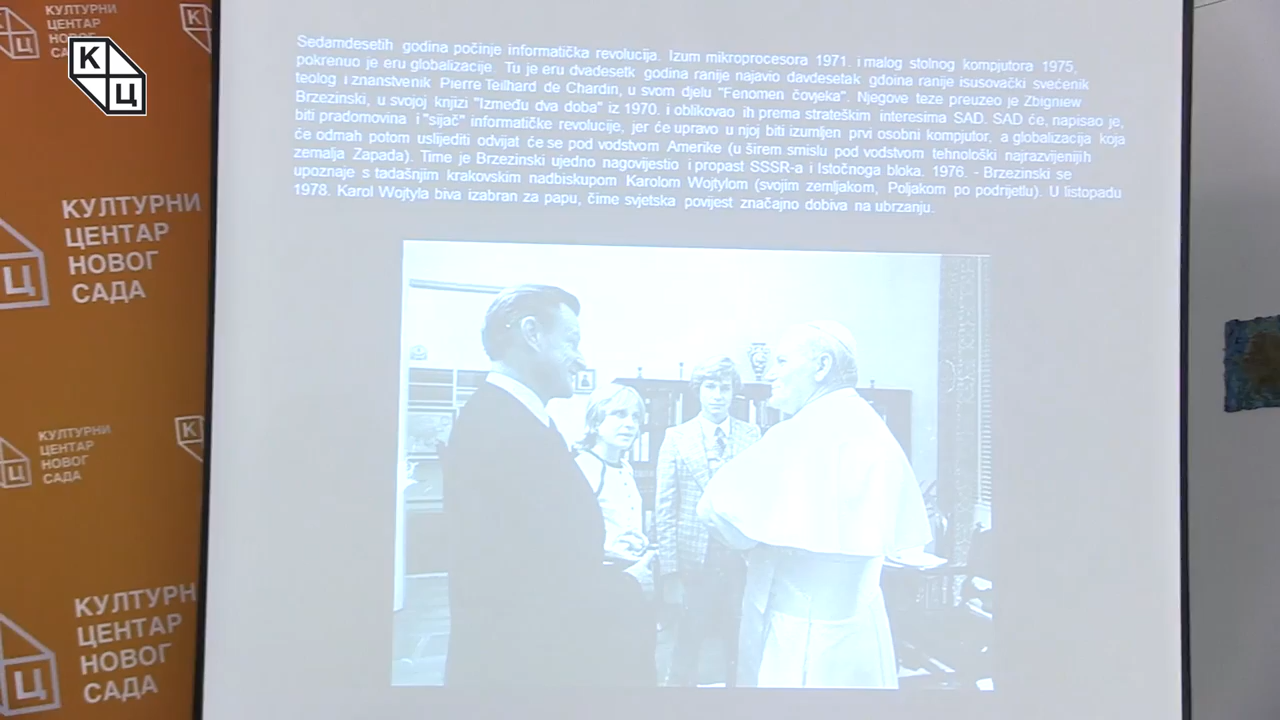 КУЛТУРНИ
ЦЕНТАР
НОВОГ
СА
К
Ц
Sedamdesetih godina počinje informatička revolucija. Izum mikroprocesora 1971. i malog stolnog kompjutora 1975,
pokrenuo je eru globalizacije. Tu je eru dvadesetk godina ranije najavio davdesetak gdoina ranije isusovački svećenik
teolog i znanstvenik Pierre Teilhard de Chardin, u svom djelu "Fenomen čovjeka". Njegove teze preuzeo je Zbigniew
Brzezinski, u svojoj knjizi "Između dva doba" iz 1970. i oblikovao ih prema strateškim interesima SAD. SAD će, napisao je,
biti pradomovina i "sijač" informatičke revolucije, jer će upravo u njoj biti izumljen prvi osobni kompjutor, a globalizacija koja
će odmah potom uslijediti odvijat će se pod vodstvom Amerike (u širem smislu pod vodstvom tehnološki najrazvijenijih
zemalja Zapada). Time je Brzezinski ujedno nagovijestio i propast SSSR-a i Istočnoga bloka. 1976. - Brzezinski se
upoznaje s tadašnjim krakovskim nadbiskupom Karolom Wojtylom (svojim zemljakom, Poljakom po podrijetlu). U listopadu
1978. Karol Wojtyla biva izabran za papu, čime svjetska povijest značajno dobiva na ubrzanju.
КУЛТУРНИ
ЦЕНТАР
НОВОГ
САДА
Ц
КУЛТУРНИ
ЦЕНТАР
НОВОГ
САДА
Ц
К
КУЛТУРН
ЦЕНТАР
НОВОГ
САДА
Ц